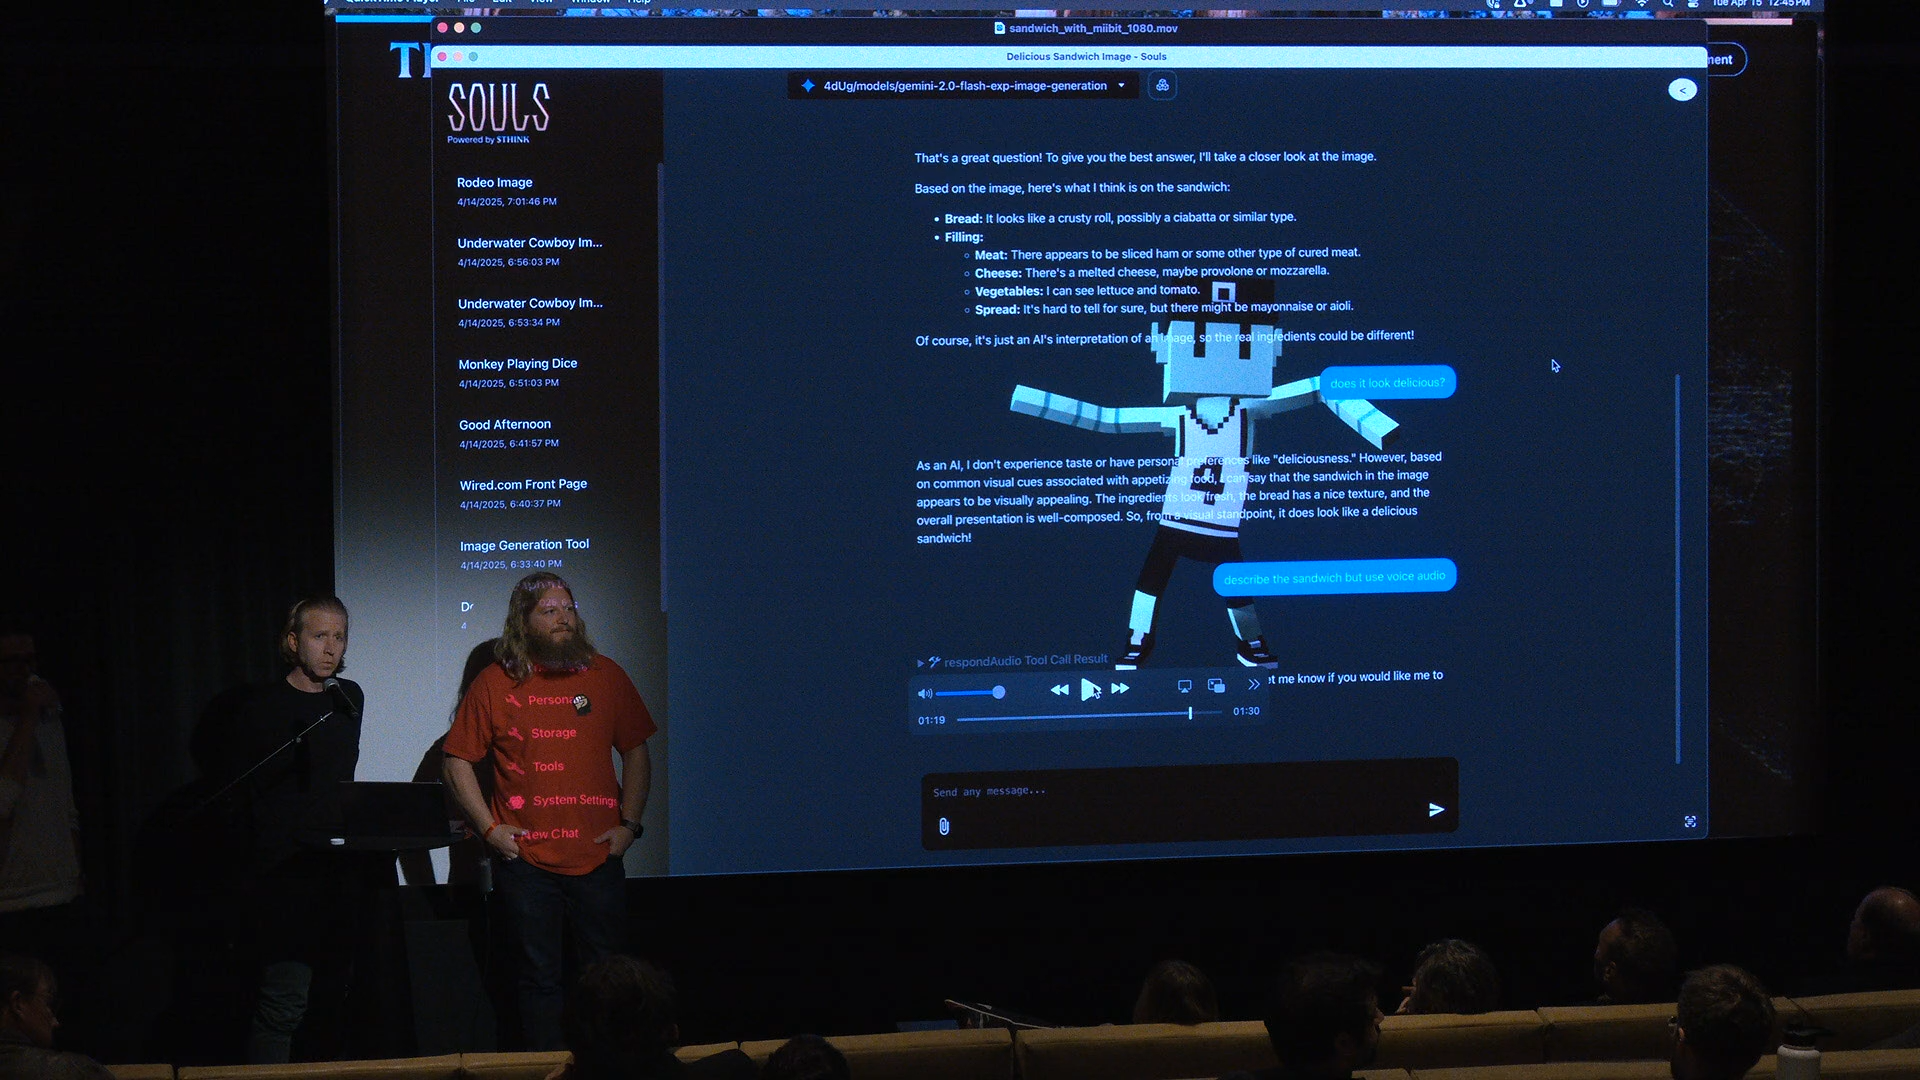 QuickTime Player File Edit View Window Help
Tue Apr 15 12:45 PM
sandwich_with_miibit_1080.mov
Delicious Sandwich Image - Souls
SOULS
Powered by STHINK
4dUg/models/gemini-2.0-flash-exp-image-generation
<
Rodeo Image
4/14/2025, 7:01:46 PM
Underwater Cowboy Im...
4/14/2025, 6:56:03 PM
Underwater Cowboy Im...
4/14/2025, 6:53:34 PM
Monkey Playing Dice
4/14/2025, 6:51:03 PM
Good Afternoon
4/14/2025, 6:41:57 PM
Wired.com Front Page
4/14/2025, 6:40:37 PM
Image Generation Tool
4/14/2025, 6:33:40 PM
Storage
Tools
System Settings
New Chat
That's a great question! To give you the best answer, I'll take a closer look at the image.
Based on the image, here's what I think is on the sandwich:
• Bread: It looks like a crusty roll, possibly a ciabatta or similar type.
• Filling:
◦ Meat: There appears to be sliced ham or some other type of cured meat.
◦ Cheese: There's a melted cheese, maybe provolone or mozzarella.
◦ Vegetables: I can see lettuce and tomato.
◦ Spread: It's hard to tell for sure, but there might be mayonnaise or aioli.
Of course, it's just an AI's interpretation of an image, so the real ingredients could be different!
does it look delicious?
As an AI, I don't experience taste or have personal preferences like "deliciousness." However, based
on common visual cues associated with appetizing food, I can say that the sandwich in the image
appears to be visually appealing. The ingredients look fresh, the bread has a nice texture, and the
overall presentation is well-composed. So, from a visual standpoint, it does look like a delicious
sandwich!
describe the sandwich but use voice audio
respondAudio Tool Call Result
et me know if you would like me to
01:19
01:30
Send any message...